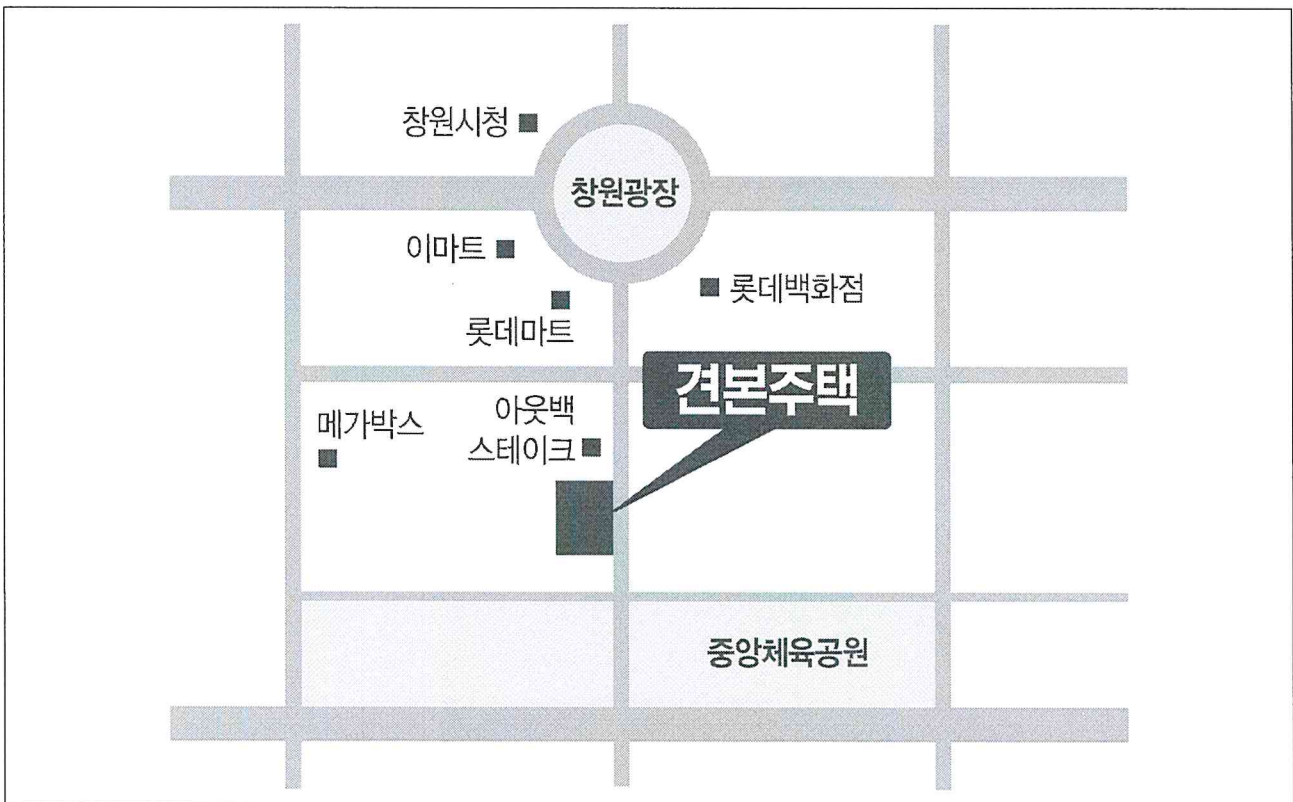 창원시청
창원광장
이마트
롯데백화점
롯데마트
견본주택
메가박스
아웃백
스테이크
중앙체육공원